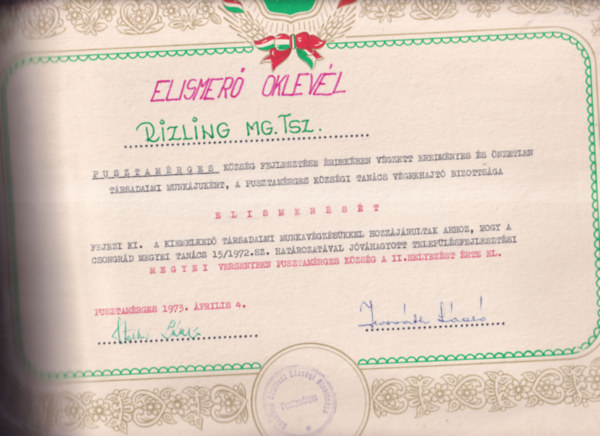 ELISMERŐ OKLEVÉL
RIZLING MG. TSZ.
PUSZTAMÉRGES KÖZSÉG FEJLESZTÉSE ÉRDEKÉBEN VÉGZETT EREDMÉNYES ÉS ÖNZETLEN
TÁRSADALMI MUNKÁJUKÉRT, A PUSZTAMÉRGES KÖZSÉGI TANÁCS VÉGREHAJTÓ BIZOTTSÁGA
ELISMERÉSÉT
FEJEZI KI. A KIEMELKEDŐ TÁRSADALMI MUNKAVÉGZÉSÜKKEL HOZZÁJÁRULTAK AHHOZ, HOGY A
CSONGRÁD MEGYEI TANÁCS 15/1972.SZ. HATÁROZATÁVAL JÓVÁHAGYOTT TELEPÜLÉSFEJLESZTÉSI
MEGYEI VERSENYBEN PUSZTAMÉRGES KÖZSÉG A II.HELYEZÉST ÉRTE EL.
PUSZTAMÉRGES 1973. ÁPRILIS 4.